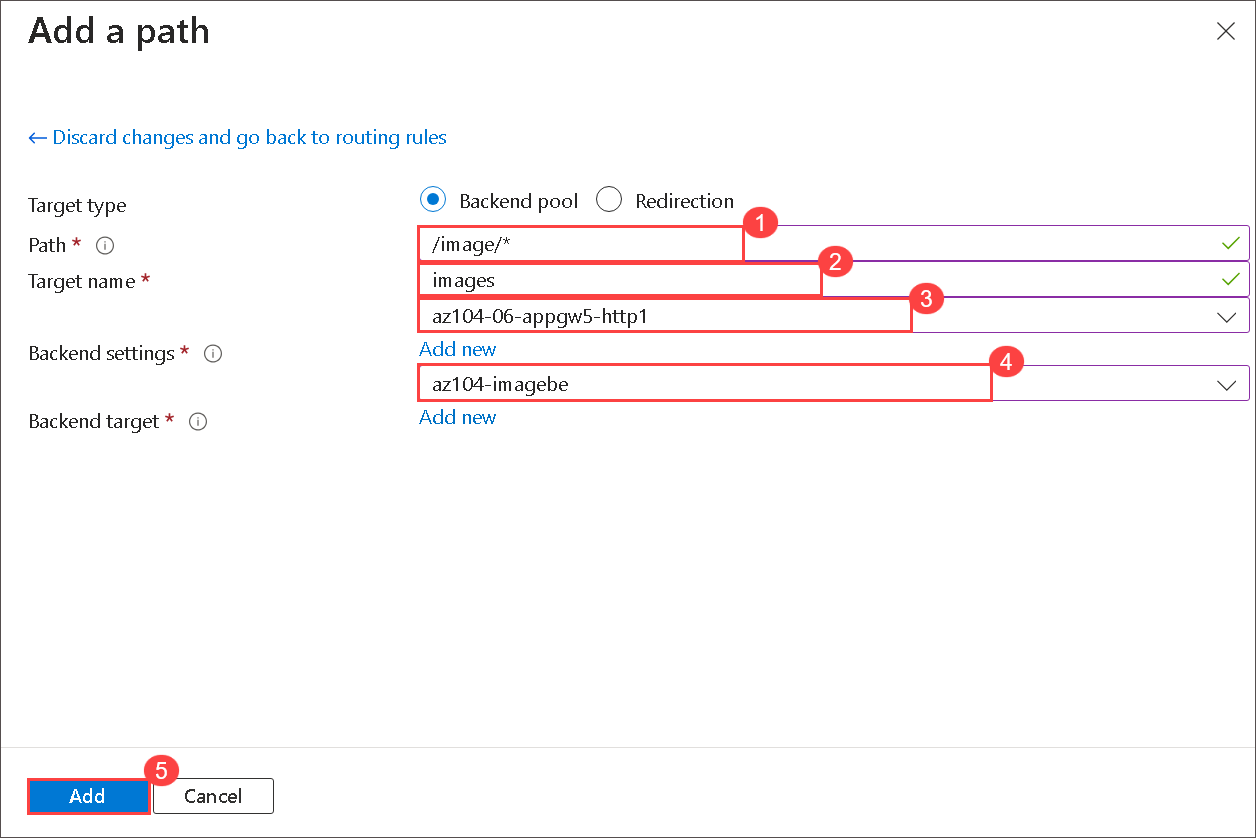 Add a path
← Discard changes and go back to routing rules
Target type
Backend pool Redirection
1
Path * i
/image/*
2
Target name *
images
3
az104-06-appgw5-http1
Backend settings * i
Add new
4
az104-imagebe
Backend target * i
Add new
5
Add Cancel